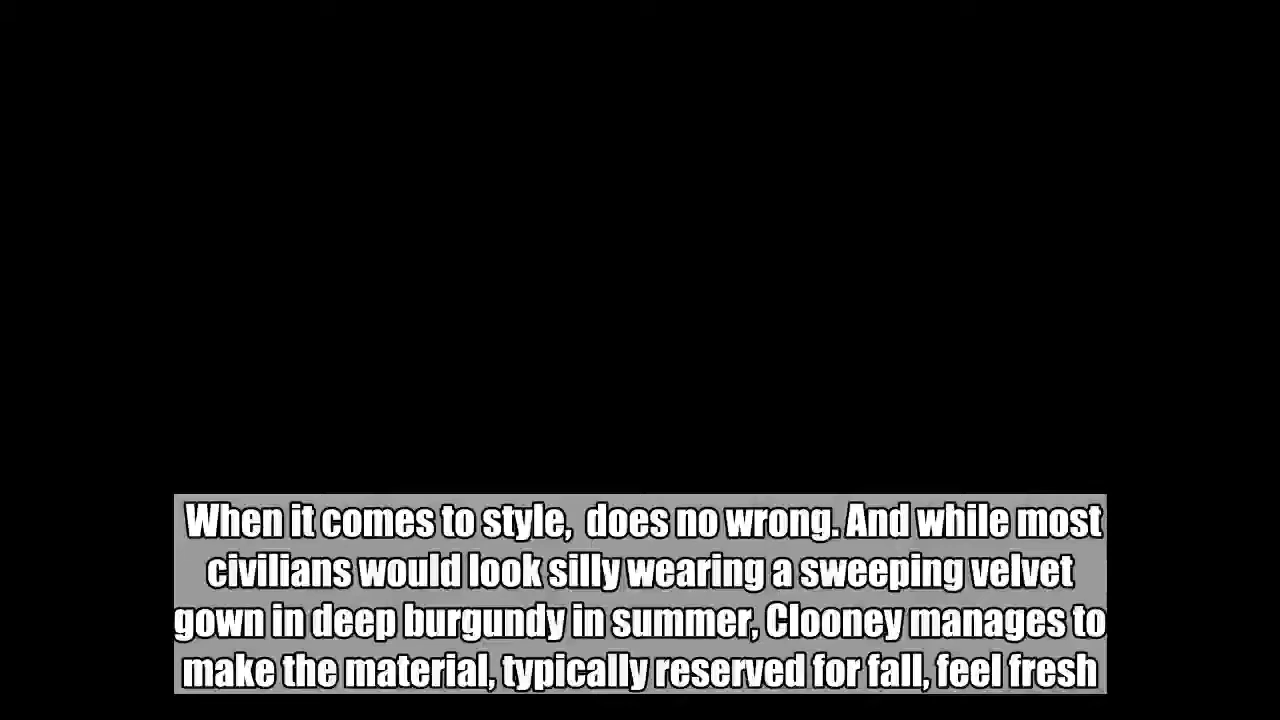 When it comes to style,  does no wrong. And while most
civilians would look silly wearing a sweeping velvet
gown in deep burgundy in summer, Clooney manages to
make the material, typically reserved for fall, feel fresh